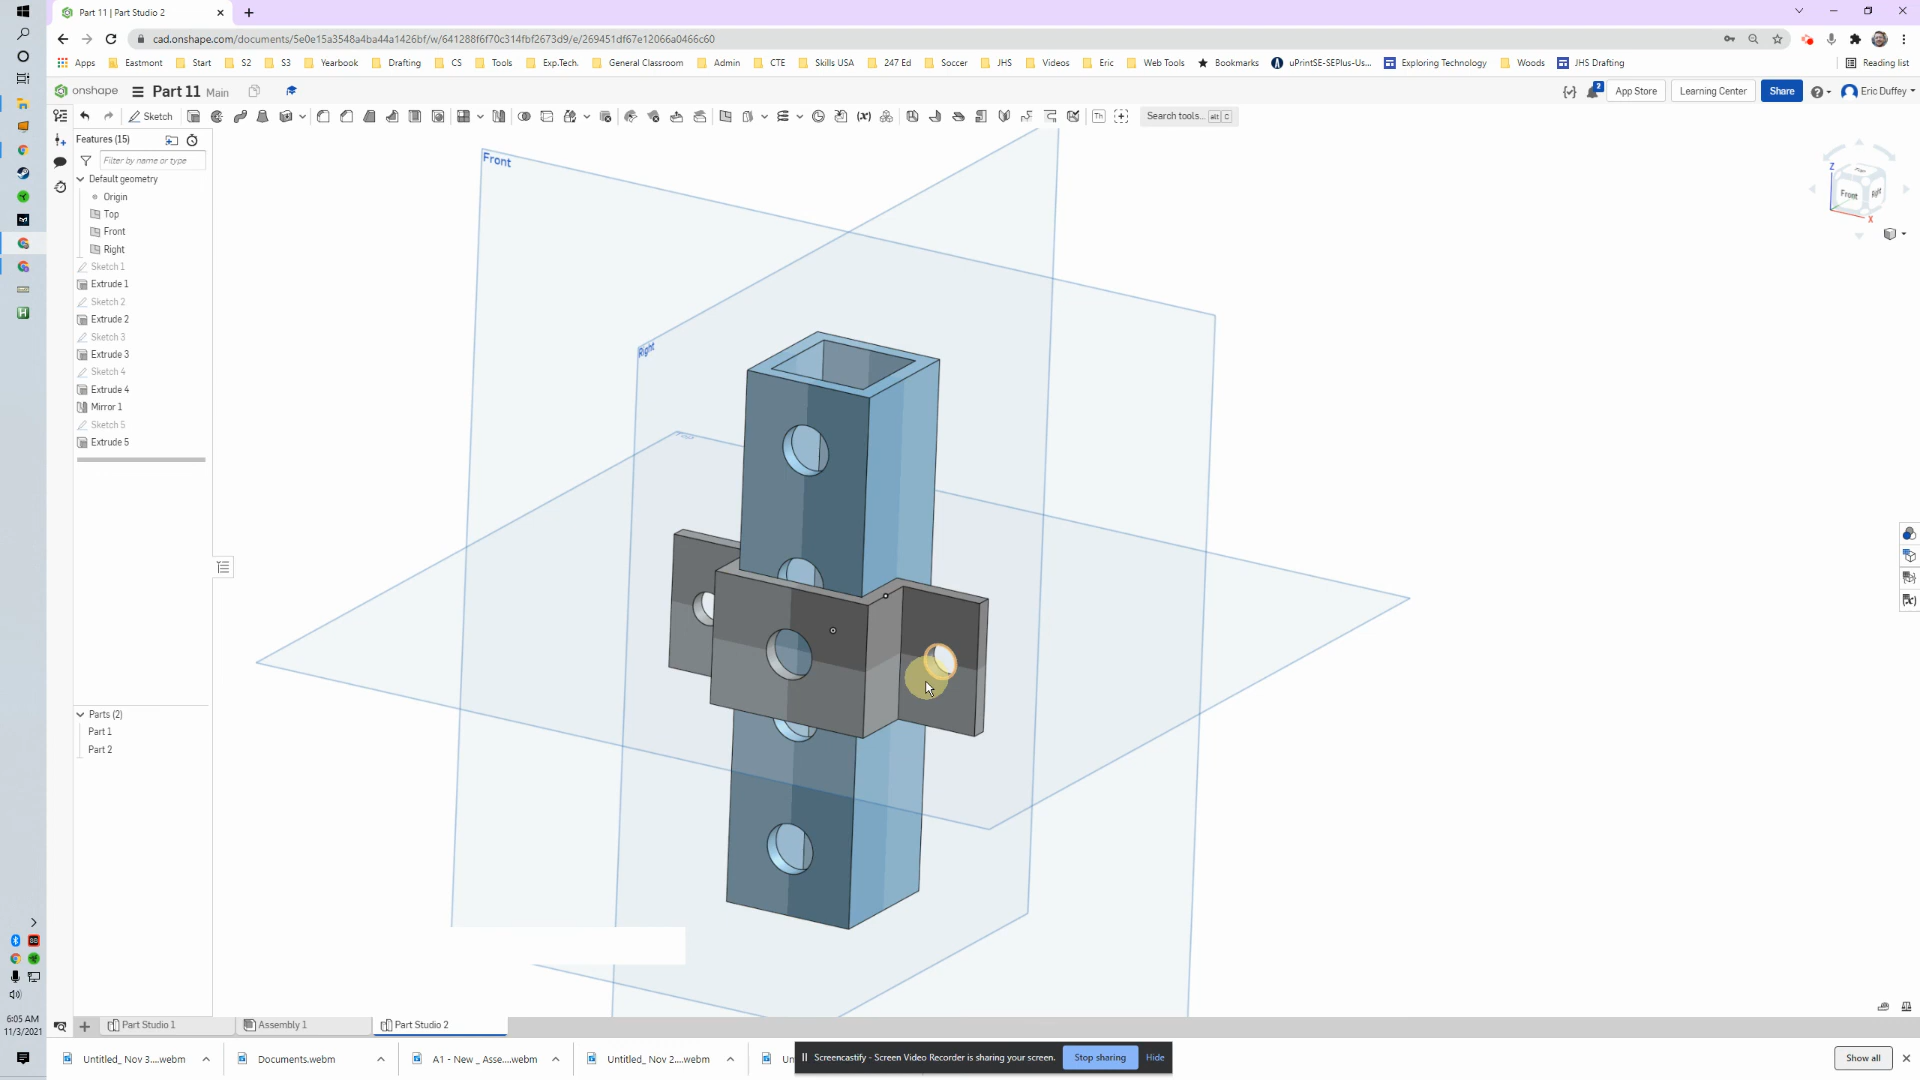 Part 11 | Part Studio 2
cad.onshape.com/documents/5e0e15a3548a4ba44a1426bf/w/641288f6f70c314fbf2673d9/e/269451df67e12066a0466c60
Apps Eastmont Start S2 S3 Yearbook Drafting CS Tools Exp.Tech. General Classroom Admin CTE Skills USA 247 Ed Soccer JHS Videos Eric Web Tools Bookmarks uPrintSE-SEPlus-Us... Exploring Technology Woods JHS Drafting Reading list
onshape Part 11 Main 2 App Store Learning Center Share Eric Duffey
Sketch Search tools... alt C
Features (15)
Filter by name or type
Default geometry
Origin
Top
Front
Right
Sketch 1
Extrude 1
Sketch 2
Extrude 2
Sketch 3
Extrude 3
Sketch 4
Extrude 4
Mirror 1
Sketch 5
Extrude 5
Parts (2)
Part 1
Part 2
Front
Right
Z
Front
Right
X
6:05 AM
11/3/2021
Part Studio 1 Assembly 1 Part Studio 2
Untitled_ Nov 3....webm Documents.webm A1 - New _ Asse....webm Untitled_ Nov 2....webm Un
Screencastify - Screen Video Recorder is sharing your screen. Stop sharing Hide
Show all